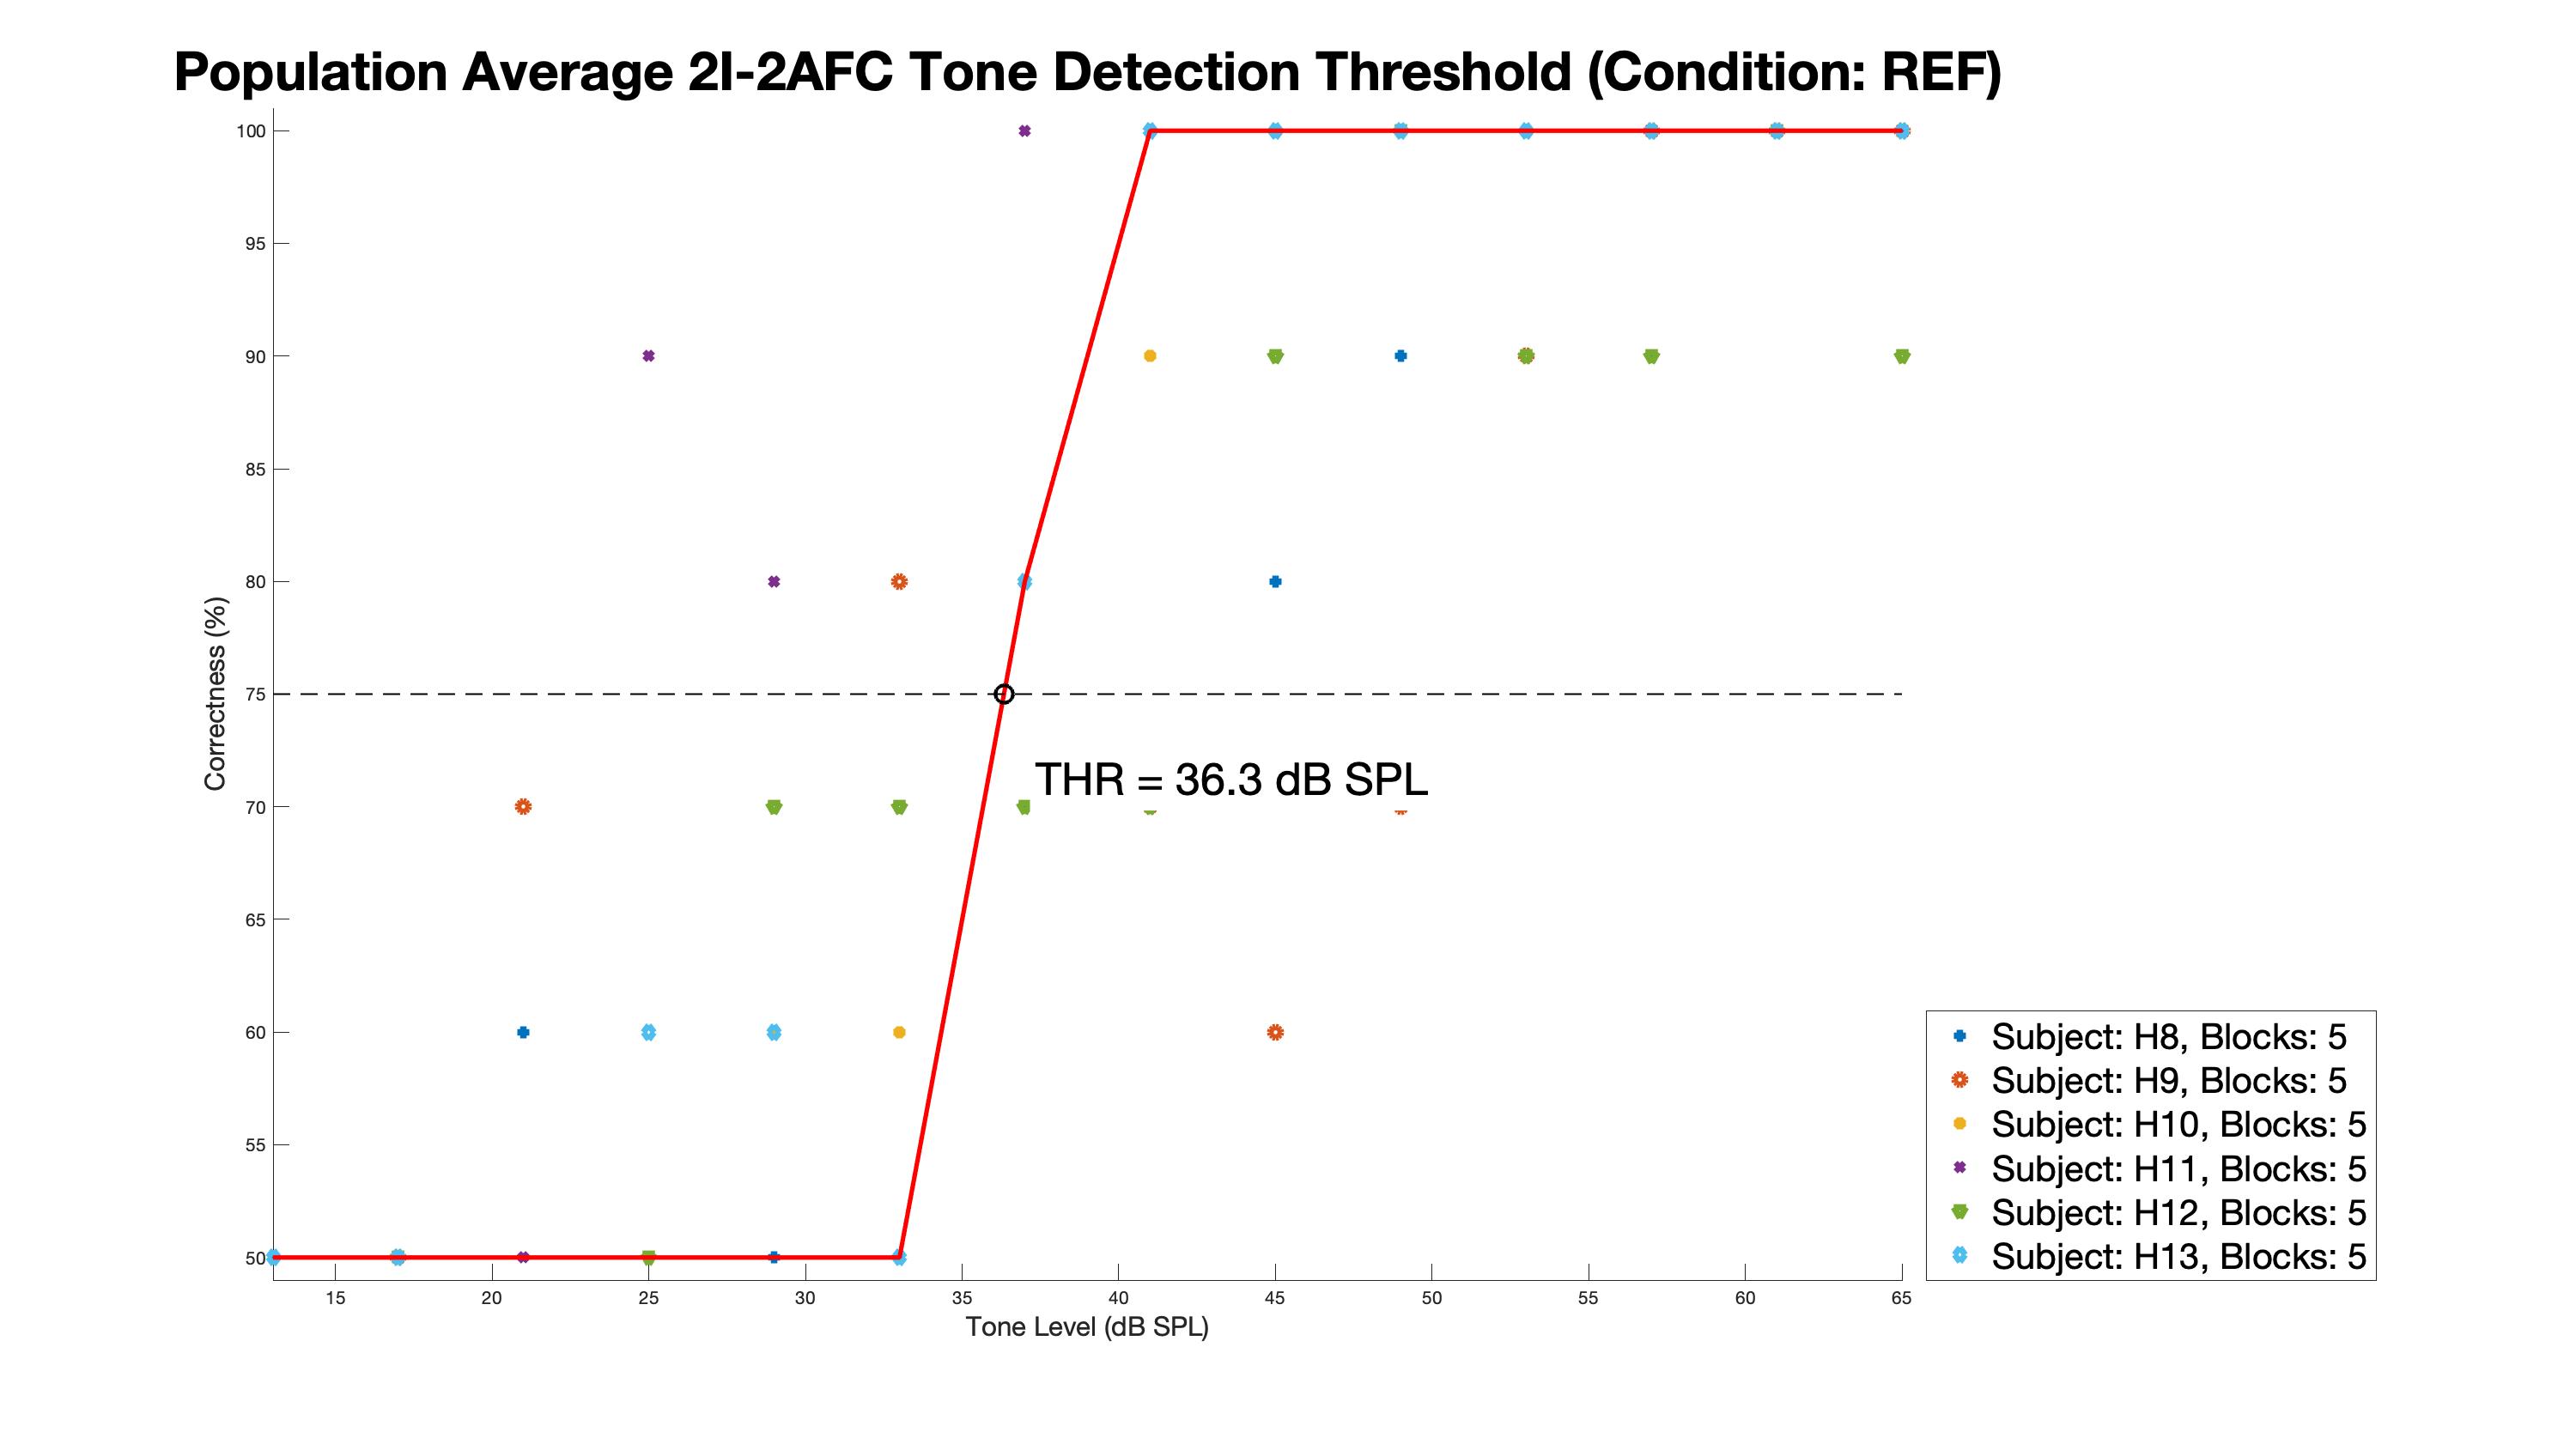 Population Average 2I-2AFC Tone Detection Threshold (Condition: REF)
100
95
90
85
80
75
70
65
60
55
50
Correctness (%)
THR = 36.3 dB SPL
15 20 25 30 35 40 45 50 55 60 65
Tone Level (dB SPL)
Subject: H8, Blocks: 5
Subject: H9, Blocks: 5
Subject: H10, Blocks: 5
Subject: H11, Blocks: 5
Subject: H12, Blocks: 5
Subject: H13, Blocks: 5